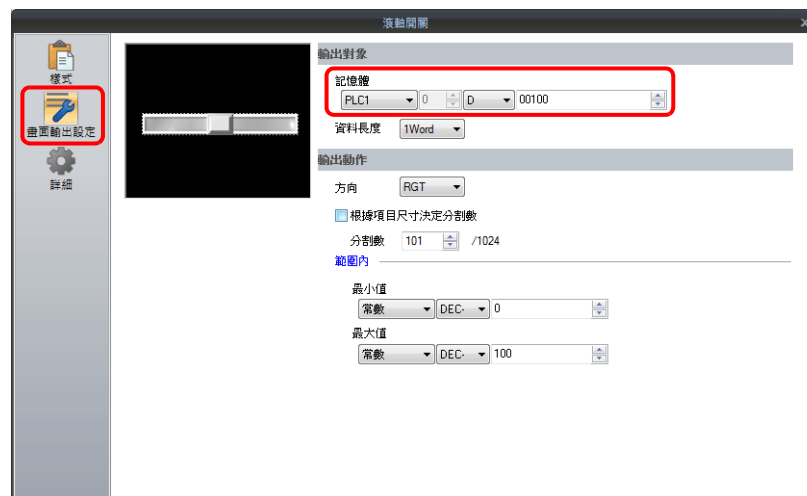 滾軸開關
x
樣式
畫面輸出設定
詳細
輸出對象
記憶體
PLC1 0 D 00100
資料長度 1Word
輸出動作
方向 RGT
根據項目尺寸決定分割數
分割數 101 /1024
範圍內
最小值
常數 DEC- 0
最大值
常數 DEC- 100